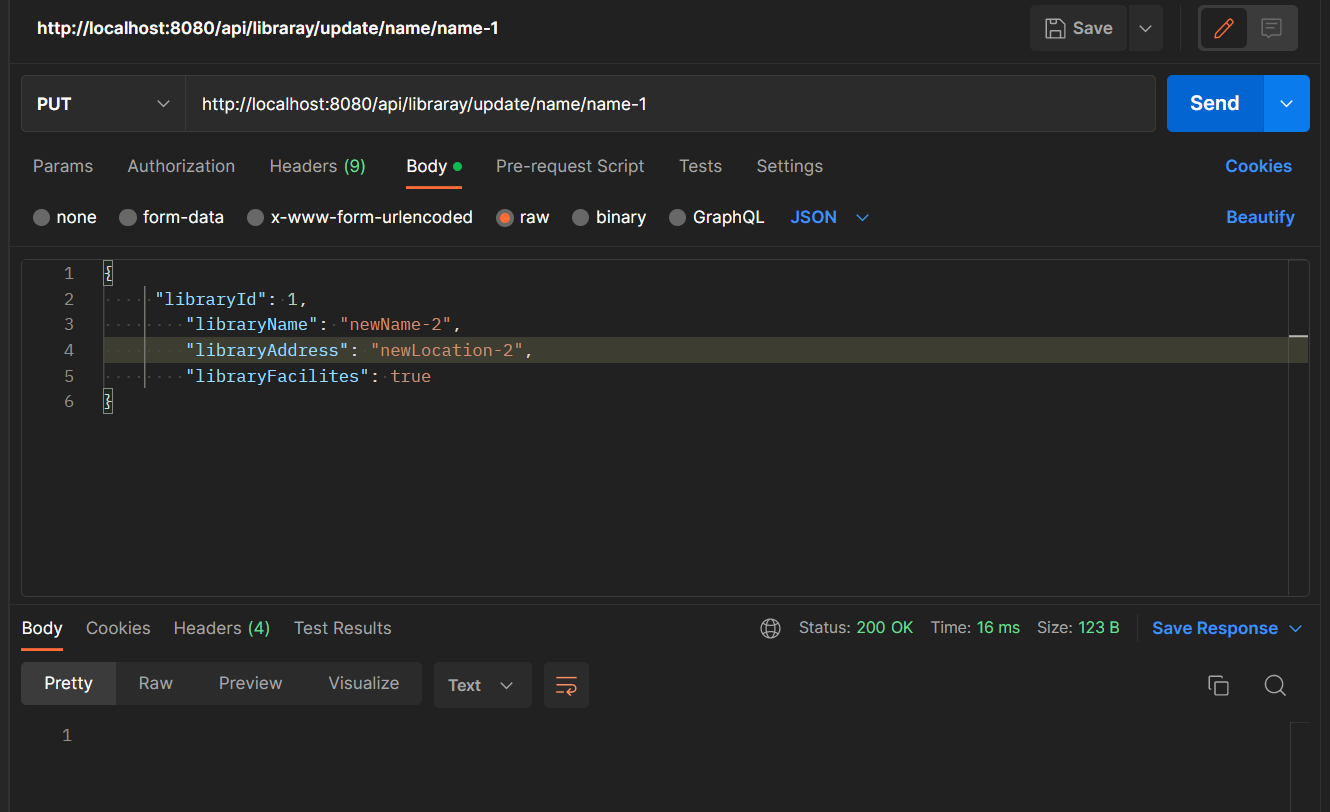 http://localhost:8080/api/libraray/update/name/name-1
Save
PUT
http://localhost:8080/api/libraray/update/name/name-1
Send
Params Authorization Headers (9) Body Pre-request Script Tests Settings Cookies
none form-data x-www-form-urlencoded raw binary GraphQL JSON Beautify
1 {
2 "libraryId": 1,
3 "libraryName": "newName-2",
4 "libraryAddress": "newLocation-2",
5 "libraryFacilites": true
6 }
Body Cookies Headers (4) Test Results Status: 200 OK Time: 16 ms Size: 123 B Save Response
Pretty Raw Preview Visualize Text
1